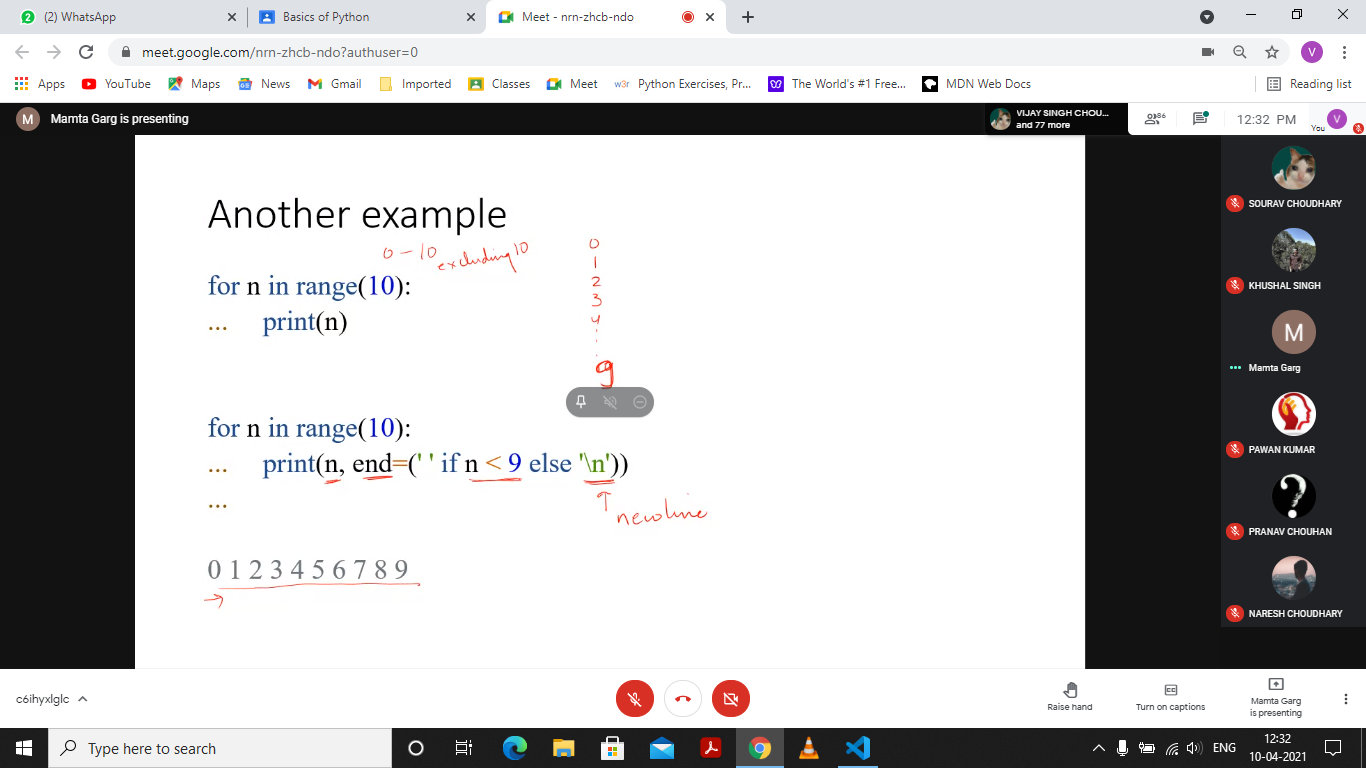 (2) WhatsApp
Basics of Python
Meet - nrn-zhcb-ndo
meet.google.com/nrn-zhcb-ndo?authuser=0
V
Apps
YouTube
Maps
News
Gmail
Imported
Classes
Meet
w3r Python Exercises, Pr...
The World's #1 Free...
MDN Web Docs
Reading list
M Mamta Garg is presenting
VIJAY SINGH CHOU...
and 77 more
86
12:32 PM
You
V
Another example
0 - 10 excluding 10
for n in range(10):
... print(n)
0
1
2
3
4
9
for n in range(10):
... print(n, end=(' ' if n < 9 else '\n'))
...
newline
0 1 2 3 4 5 6 7 8 9
SOURAV CHOUDHARY
KHUSHAL SINGH
M
Mamta Garg
PAWAN KUMAR
?
PRANAV CHOUHAN
NARESH CHOUDHARY
c6ihyxlglc
Raise hand
Turn on captions
Mamta Garg
is presenting
Type here to search
ENG
12:32
10-04-2021